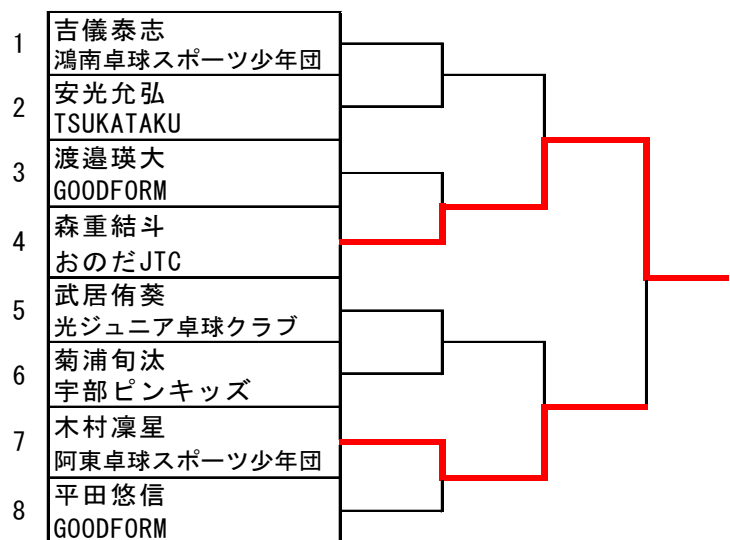 1
吉儀泰志
鴻南卓球スポーツ少年団
2
安光允弘
TSUKATAKU
3
渡邉瑛大
GOODFORM
4
森重結斗
おのだJTC
5
武居侑葵
光ジュニア卓球クラブ
6
菊浦旬汰
宇部ピンキッズ
7
木村凜星
阿東卓球スポーツ少年団
8
平田悠信
GOODFORM